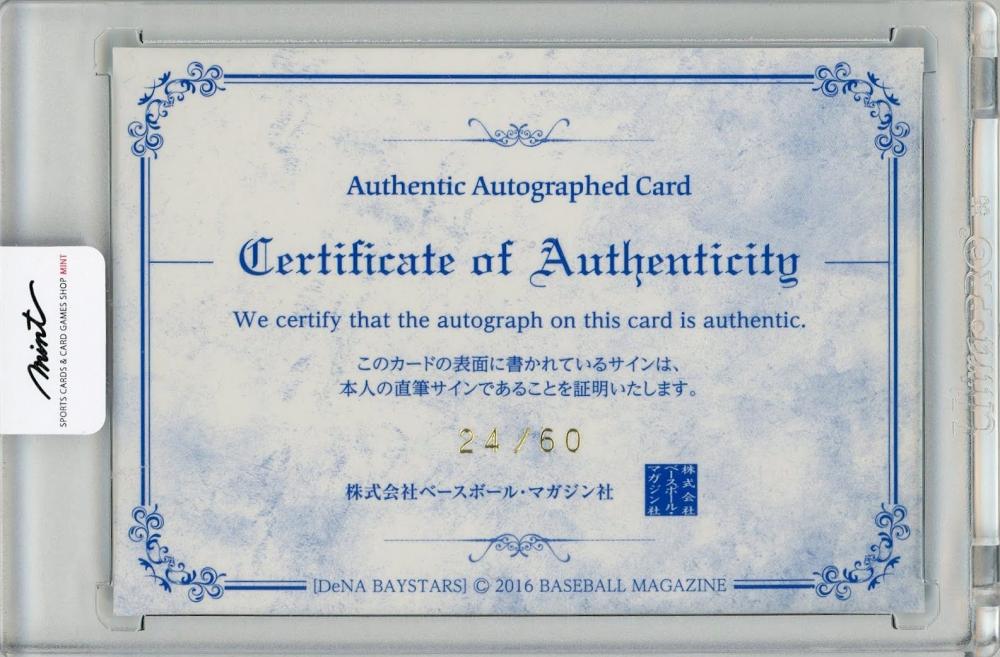 Authentic Autographed Card
Certificate of Authenticity
We certify that the autograph on this card is authentic.
このカードの表面に書かれているサインは、
本人の直筆サインであることを証明いたします。
24/60
株式会社ベースボール・マガジン社
株式会社
ベースボール・
マガジン社
[DeNA BAYSTARS] © 2016 BASEBALL MAGAZINE
mint
SPORTS CARDS & CARD GAMES SHOP MINT